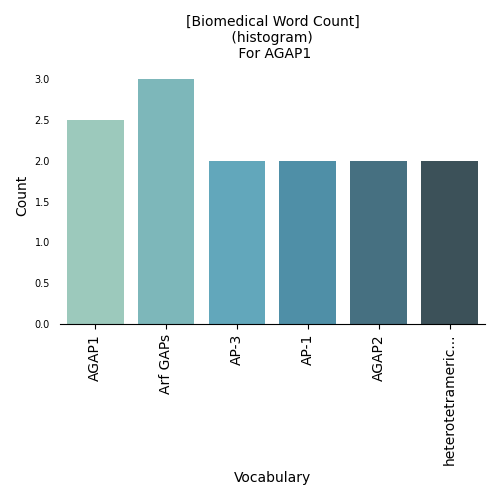 [Biomedical Word Count]
(histogram)
For AGAP1
3.0
2.5
2.0
1.5
1.0
0.5
0.0
Count
AGAP1
Arf GAPs
AP-3
AP-1
AGAP2
heterotetrameric...
Vocabulary